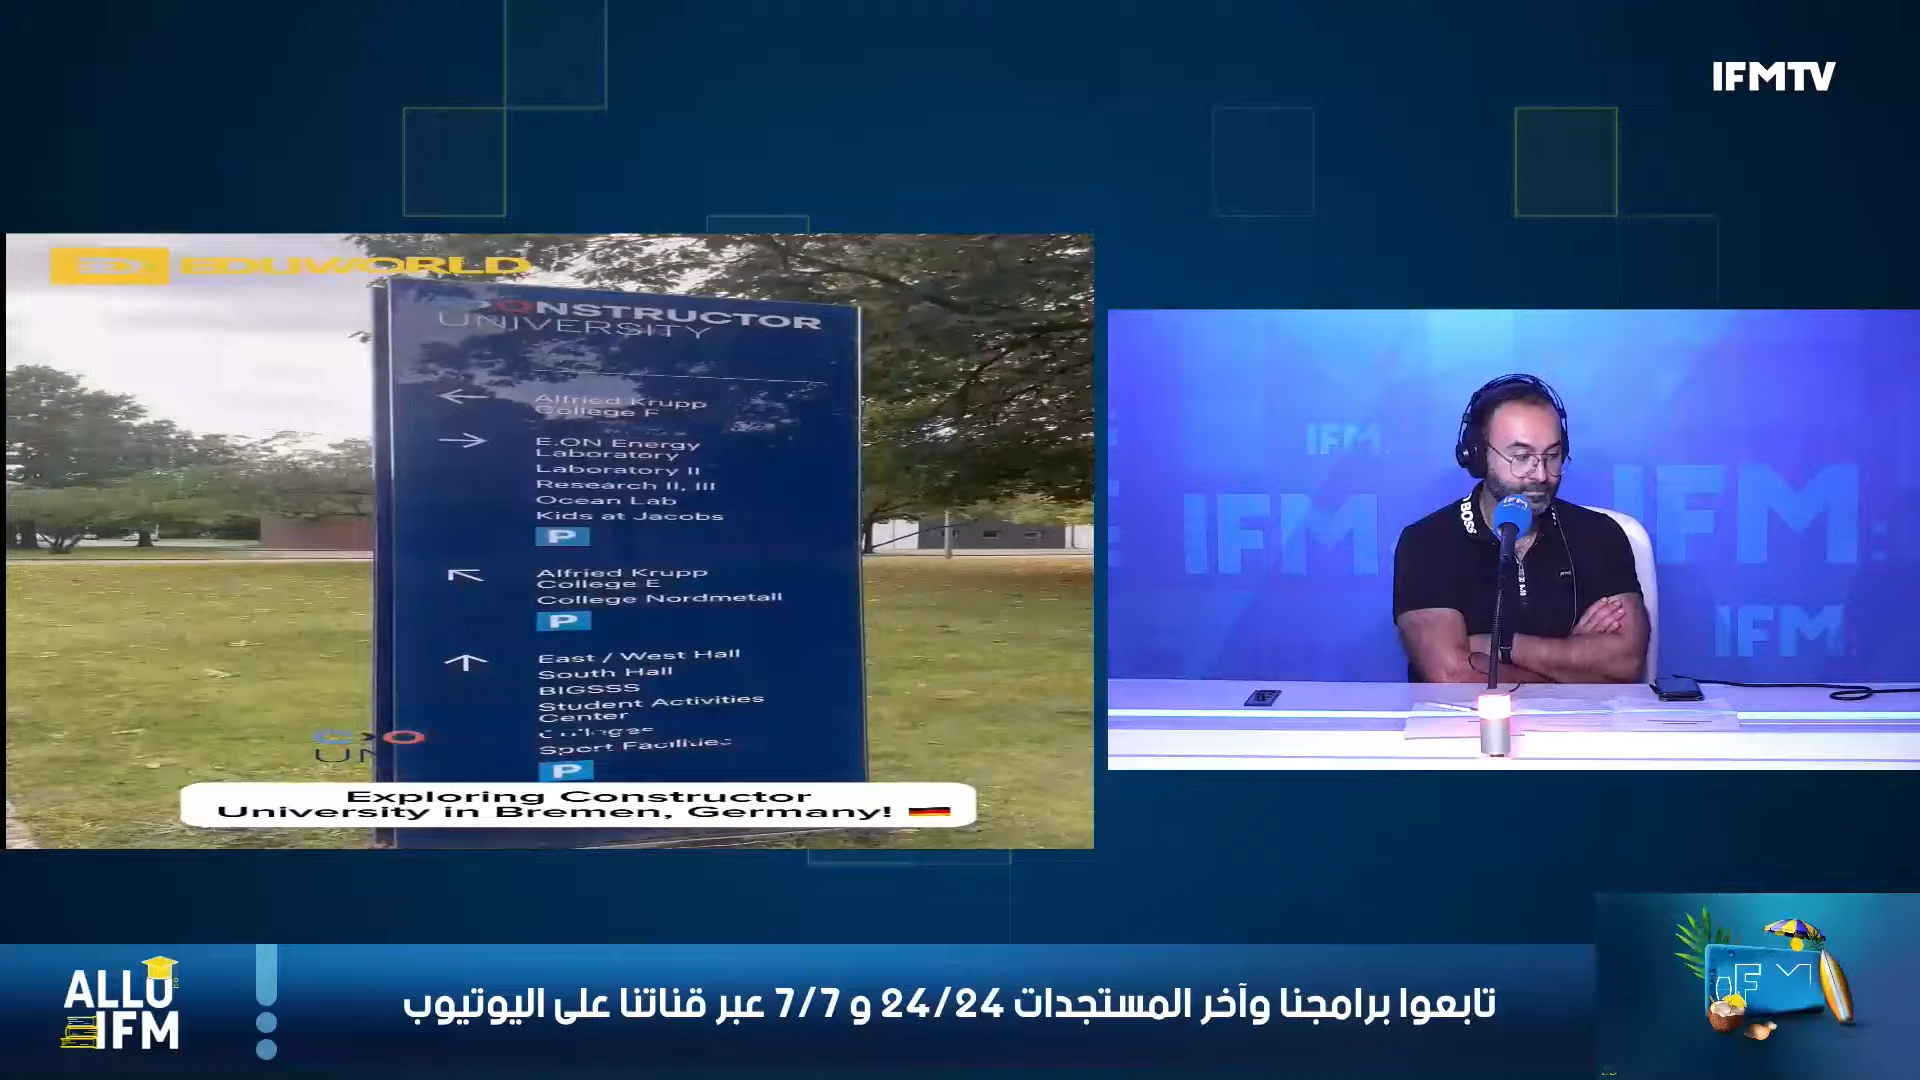 IFMTV
EDUWORLD
CONSTRUCTOR
UNIVERSITY
Alfried Krupp
College F
E.ON Energy
Laboratory
Laboratory II
Research II, III
Ocean Lab
Kids at Jacobs
P
Alfried Krupp
College E
College Nordmetall
P
East / West Hall
South Hall
BIGSSS
Student Activities
Center
Colleges
Sport Facilities
P
Exploring Constructor
University in Bremen, Germany!
IFM
IFM
IFM
IFM
IFM
BOSS
ALLO
IFM
تابعوا برامجنا وآخر المستجدات 24/24 و 7/7 عبر قناتنا على اليوتيوب